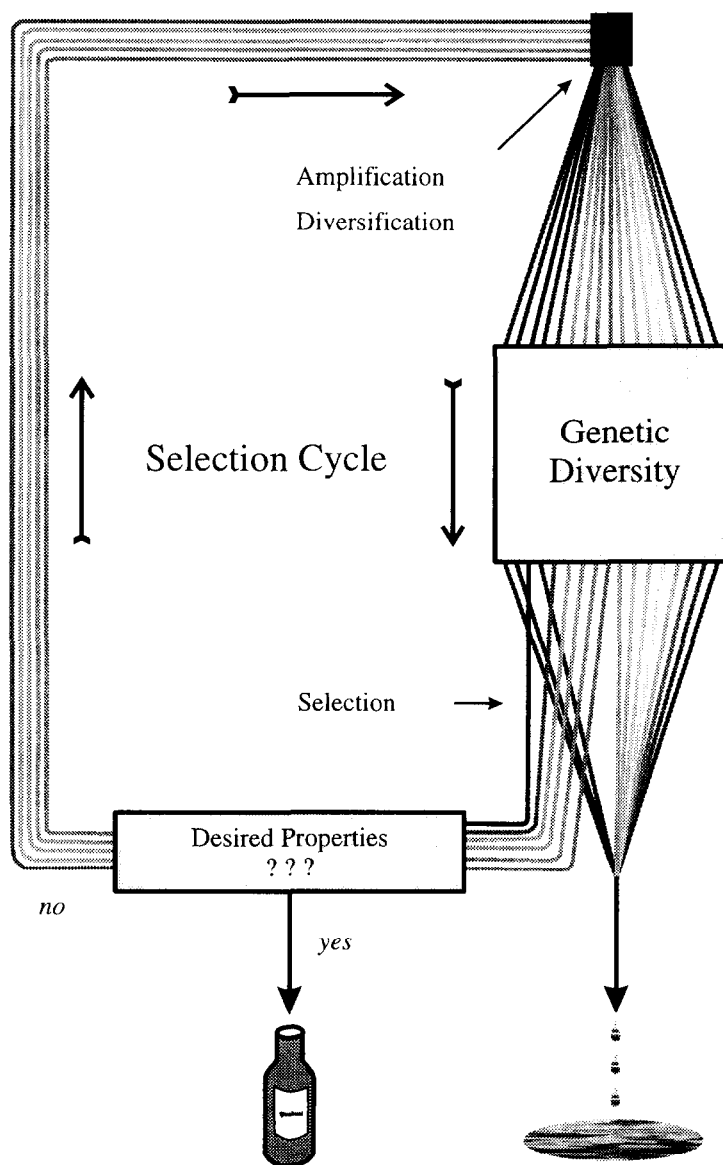 Amplification
Diversification
Genetic
Diversity
Selection Cycle
Selection
Desired Properties
? ? ?
no
yes